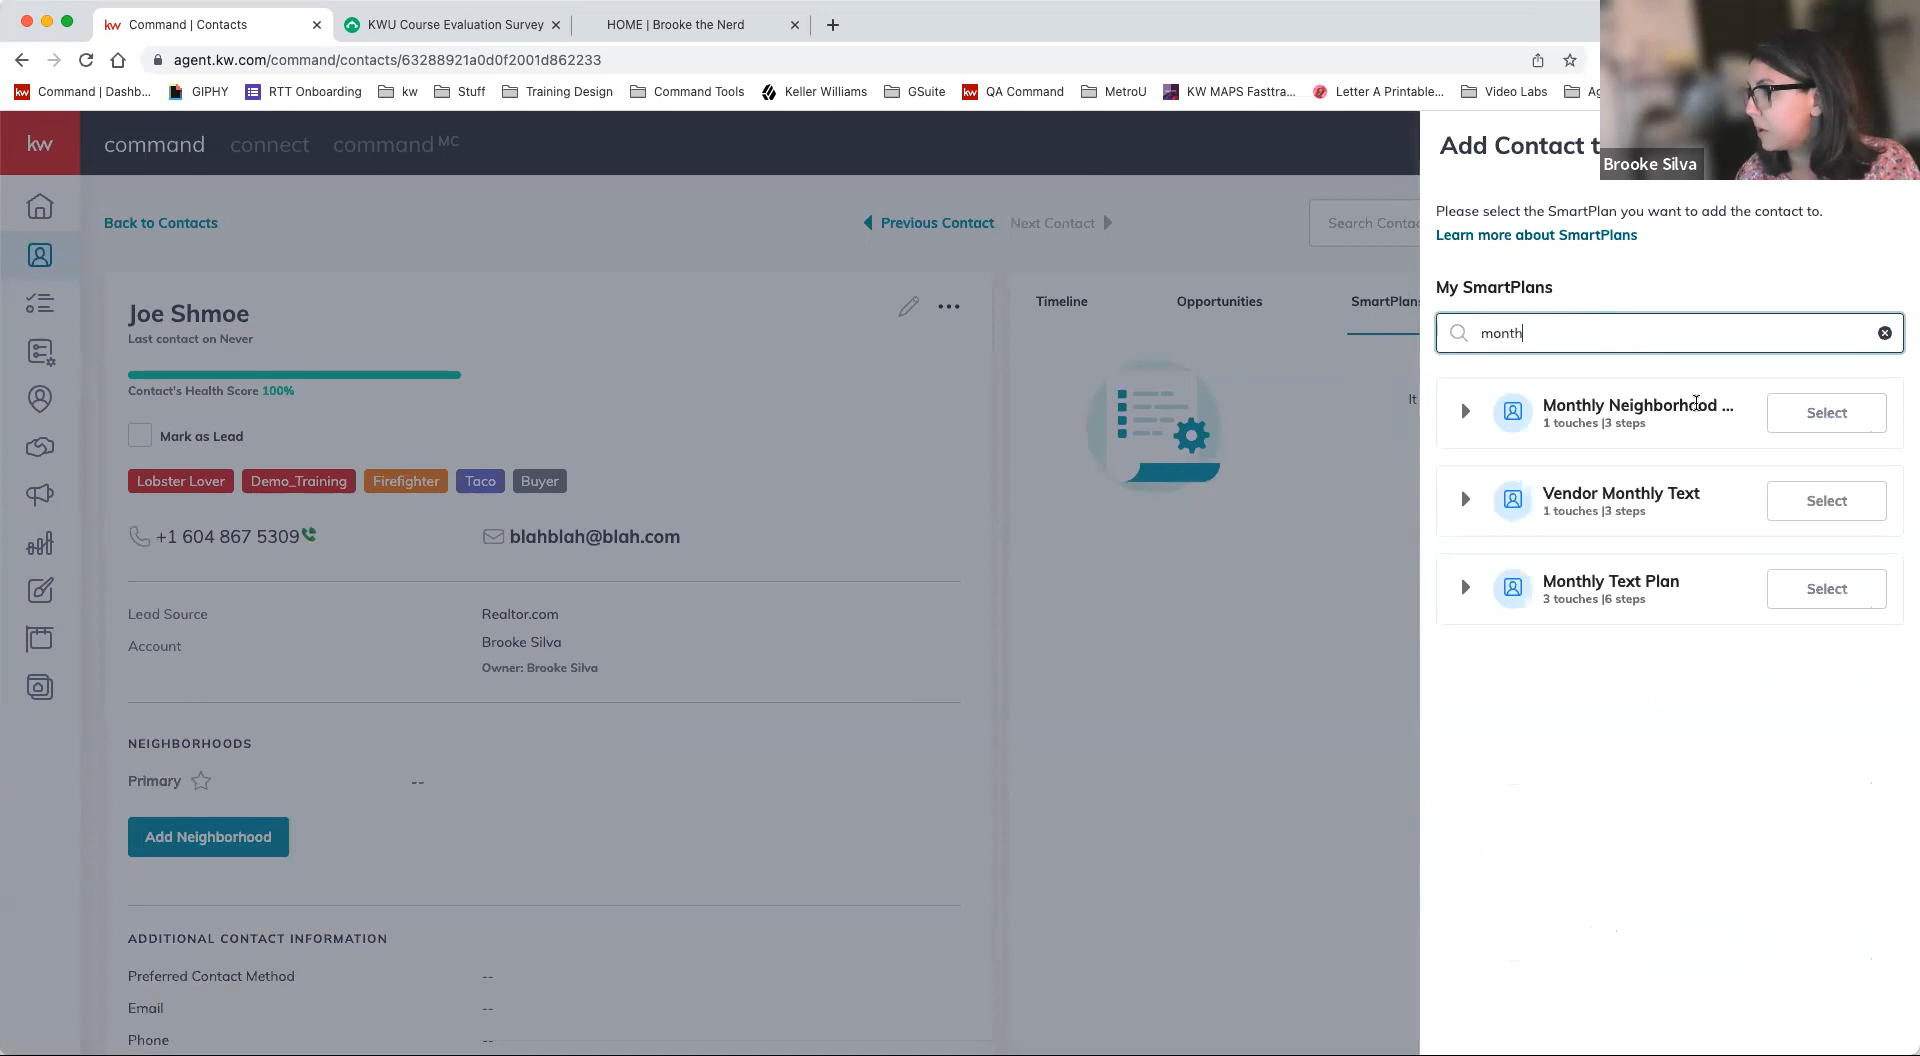 kw Command | Contacts
KWU Course Evaluation Survey
HOME | Brooke the Nerd
agent.kw.com/command/contacts/63288921a0d0f2001d862233
kw Command | Dashb...
GIPHY
RTT Onboarding
kw
Stuff
Training Design
Command Tools
Keller Williams
GSuite
kw QA Command
MetroU
KW MAPS Fasttra...
Letter A Printable...
Video Labs
Ag
Brooke Silva
kw
command
connect
command MC
Back to Contacts
Previous Contact
Next Contact
Search Contac
Joe Shmoe
Last contact on Never
Contact's Health Score 100%
Mark as Lead
Lobster Lover
Demo_Training
Firefighter
Taco
Buyer
+1 604 867 5309
blahblah@blah.com
Lead Source
Realtor.com
Account
Brooke Silva
Owner: Brooke Silva
NEIGHBORHOODS
Primary
--
Add Neighborhood
ADDITIONAL CONTACT INFORMATION
Preferred Contact Method
--
Email
--
Phone
--
Timeline
Opportunities
SmartPlans
It
Add Contact t
Please select the SmartPlan you want to add the contact to.
Learn more about SmartPlans
My SmartPlans
month
Monthly Neighborhood ...
1 touches |3 steps
Select
Vendor Monthly Text
1 touches |3 steps
Select
Monthly Text Plan
3 touches |6 steps
Select